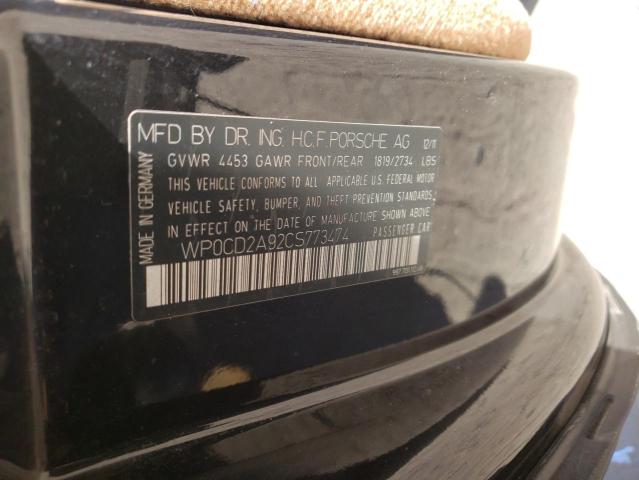 MFD BY DR. ING. H.C.F. PORSCHE AG 12/11
GVWR 4453 GAWR FRONT/REAR 1819/2734 LBS
THIS VEHICLE CONFORMS TO ALL APPLICABLE U.S. FEDERAL MOTOR
VEHICLE SAFETY, BUMPER, AND THEFT PREVENTION STANDARDS
IN EFFECT ON THE DATE OF MANUFACTURE SHOWN ABOVE
WP0CD2A92CS773474 PASSENGER CAR
MADE IN GERMANY